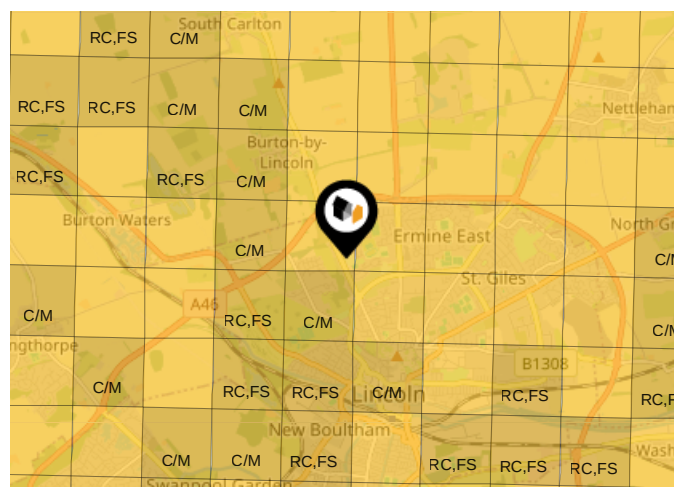 South Carlton
RC,FS C/M
RC,FS RC,FS C/M C/M
Nettleham
Burton-by-
Lincoln
RC,FS RC,FS C/M
Burton Waters
North Gr
Ermine East
C/M C/M
St. Giles
A46
C/M RC,FS C/M C/M
ngthorpe
B1308
C/M RC,FS RC,FS C/M RC,FS RC,F
Lincoln
New Boultham
Wash
C/M C/M RC,FS RC,FS RC,FS RC,FS
Swanpool Garden